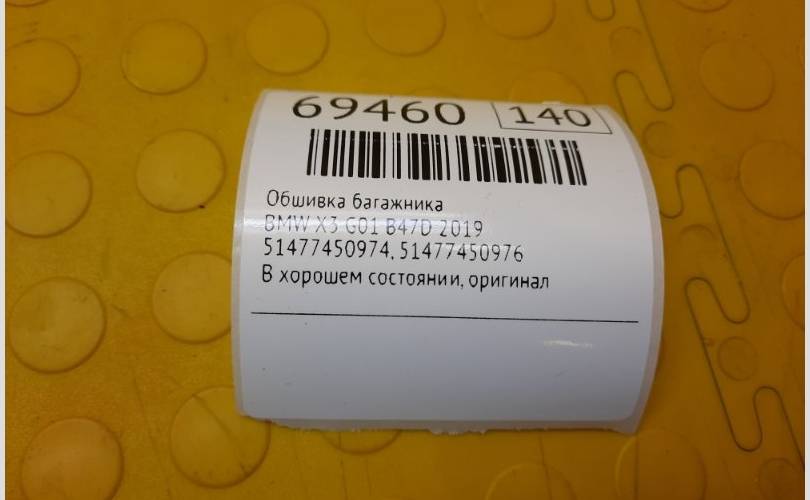 69460 140
Обшивка багажника
BMW X3 G01 B47D 2019
51477450974, 51477450976
В хорошем состоянии, оригинал